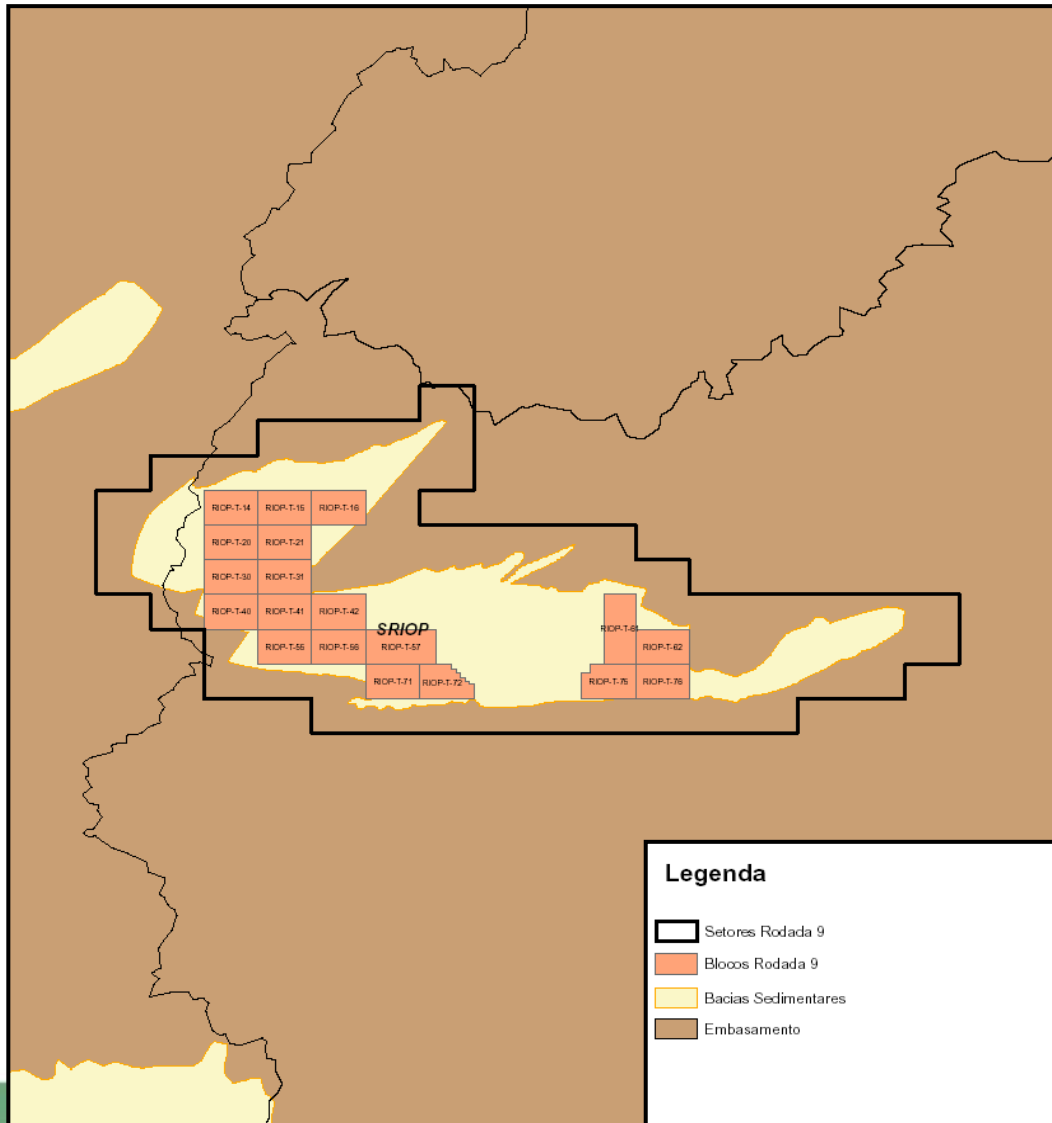 RIOP-T-14 RIOP-T-15 RIOP-T-16
RIOP-T-20 RIOP-T-21
RIOP-T-30 RIOP-T-31
RIOP-T-40 RIOP-T-41 RIOP-T-42
SRIOP
RIOP-T-61
RIOP-T-55 RIOP-T-56 RIOP-T-57 RIOP-T-62
RIOP-T-71 RIOP-T-72 RIOP-T-75 RIOP-T-76
Legenda
Setores Rodada 9
Blocos Rodada 9
Bacias Sedimentares
Embasamento